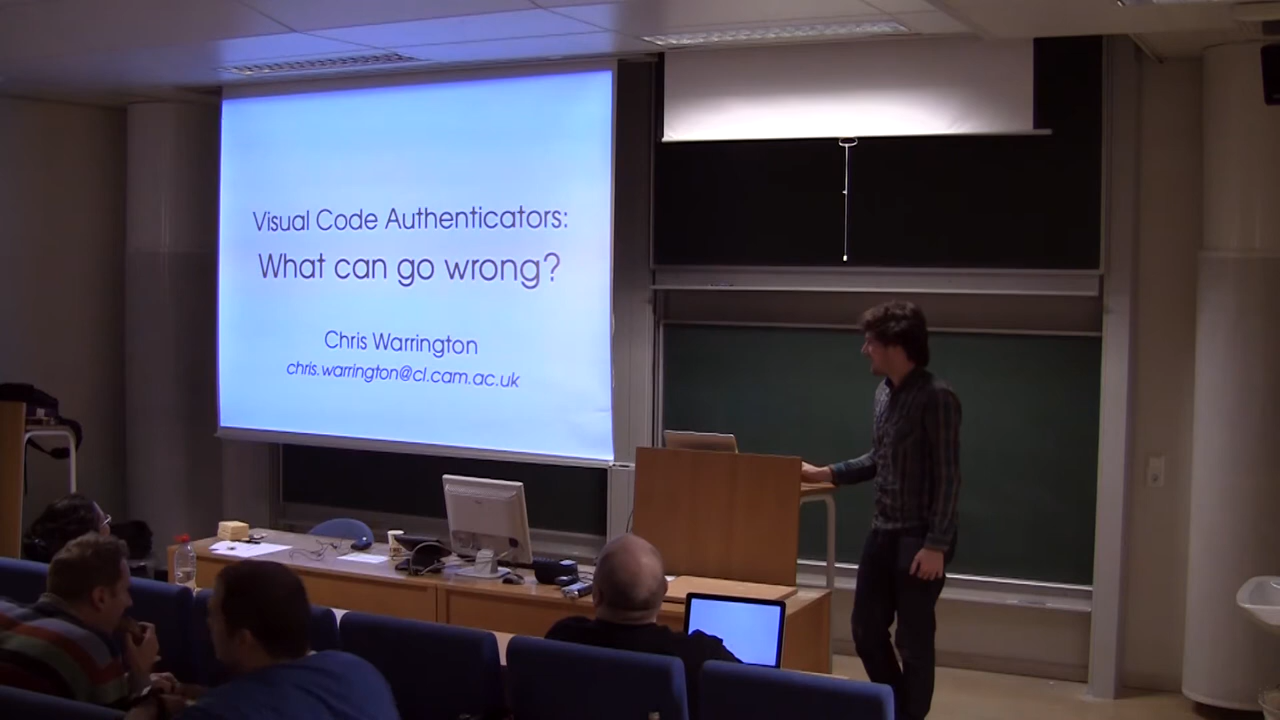 Visual Code Authenticators:
What can go wrong?
Chris Warrington
chris.warrington@cl.cam.ac.uk